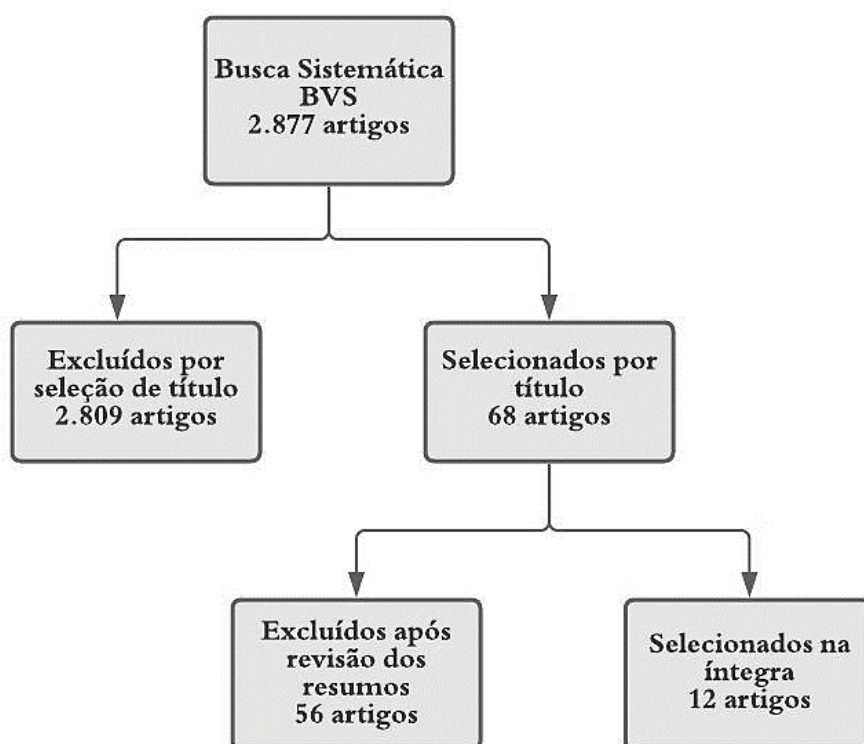 Busca Sistemática
BVS
2.877 artigos
Excluídos por
seleção de título
2.809 artigos
Selecionados por
título
68 artigos
Excluídos após
revisão dos
resumos
56 artigos
Selecionados na
íntegra
12 artigos